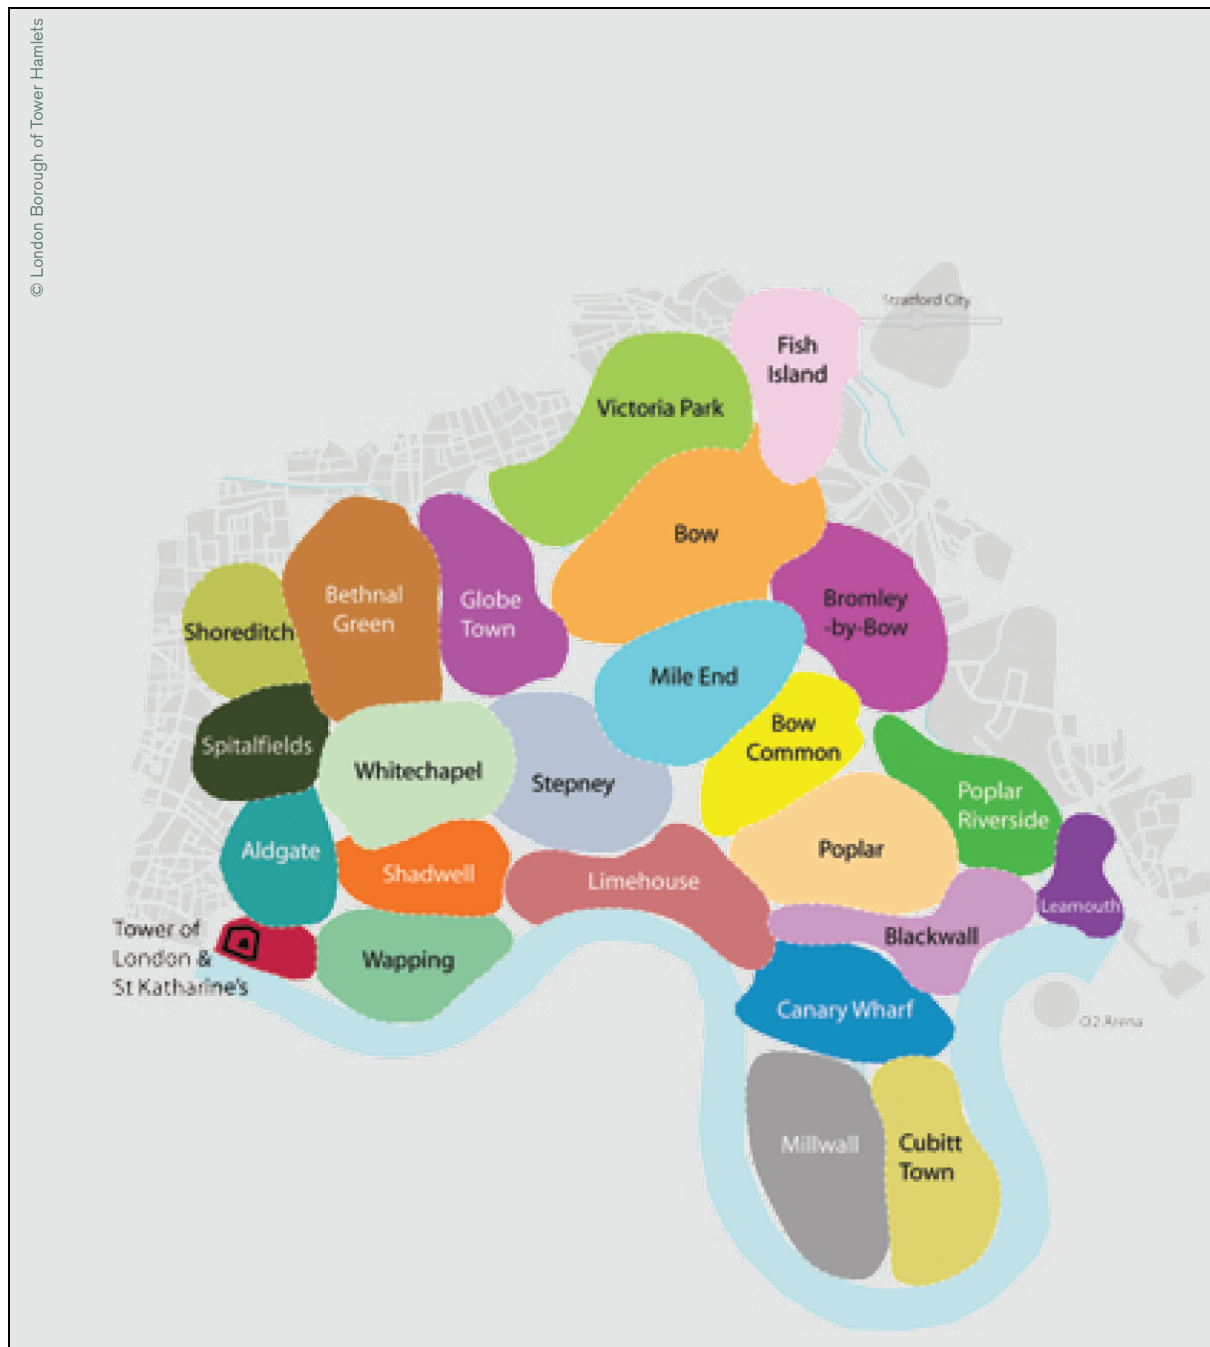 © London Borough of Tower Hamlets
Stratford City
Fish
Island
Victoria Park
Bow
Bethnal
Green
Globe
Town
Bromley
-by-Bow
Shoreditch
Mile End
Bow
Common
Spitalfields
Whitechapel
Stepney
Poplar
Riverside
Aldgate
Poplar
Shadwell
Limehouse
Leamouth
Tower of
London &
St Katharine's
Wapping
Blackwall
Canary Wharf
O2 Arena
Millwall
Cubitt
Town